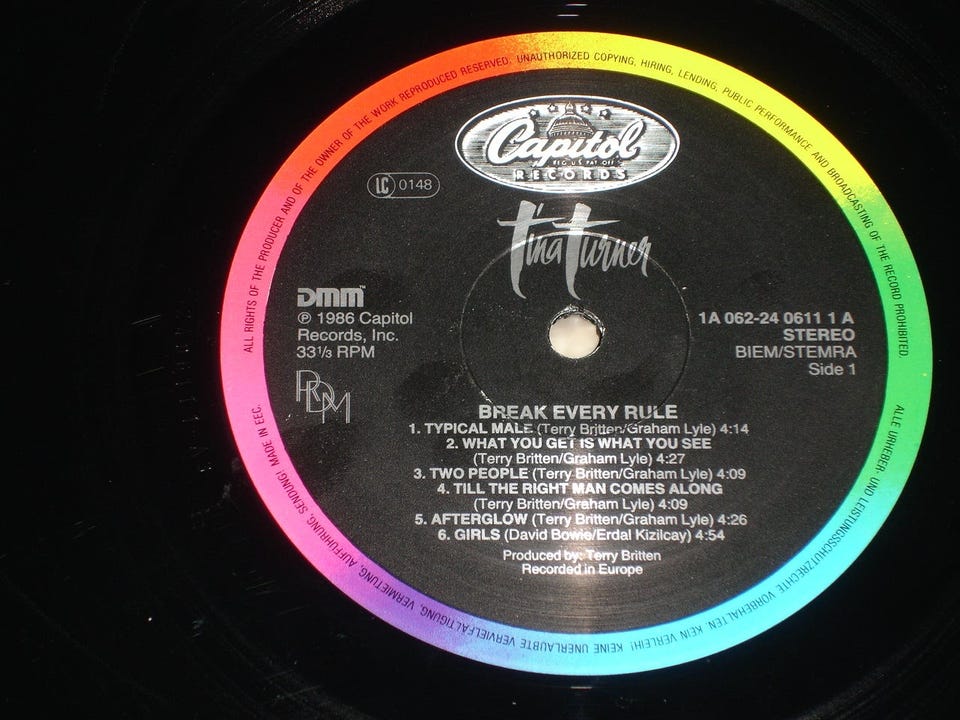 ALL RIGHTS OF THE PRODUCER AND OF THE OWNER OF THE WORK REPRODUCED RESERVED. UNAUTHORIZED COPYING, HIRING, LENDING, PUBLIC PERFORMANCE AND BROADCASTING OF THE RECORD PROHIBITED.
Capitol
REG. U.S. PAT. OFF.
RECORDS
LC 0148
Tina Turner
DMM™
℗ 1986 Capitol
Records, Inc.
33⅓ RPM
PRDM
1A 062-24 0611 1 A
STEREO
BIEM/STEMRA
Side 1
BREAK EVERY RULE
1. TYPICAL MALE (Terry Britten/Graham Lyle) 4:14
2. WHAT YOU GET IS WHAT YOU SEE
(Terry Britten/Graham Lyle) 4:27
3. TWO PEOPLE (Terry Britten/Graham Lyle) 4:09
4. TILL THE RIGHT MAN COMES ALONG
(Terry Britten/Graham Lyle) 4:09
5. AFTERGLOW (Terry Britten/Graham Lyle) 4:26
6. GIRLS (David Bowie/Erdal Kizilcay) 4:54
Produced by: Terry Britten
Recorded in Europe
ALLE URHEBER- UND LEISTUNGSSCHUTZRECHTE VORBEHALTEN. KEIN VERLEIH! KEINE UNERLAUBTE VERVIELFÄLTIGUNG, VERMIETUNG, AUFFÜHRUNG, SENDUNG! MADE IN EEC.